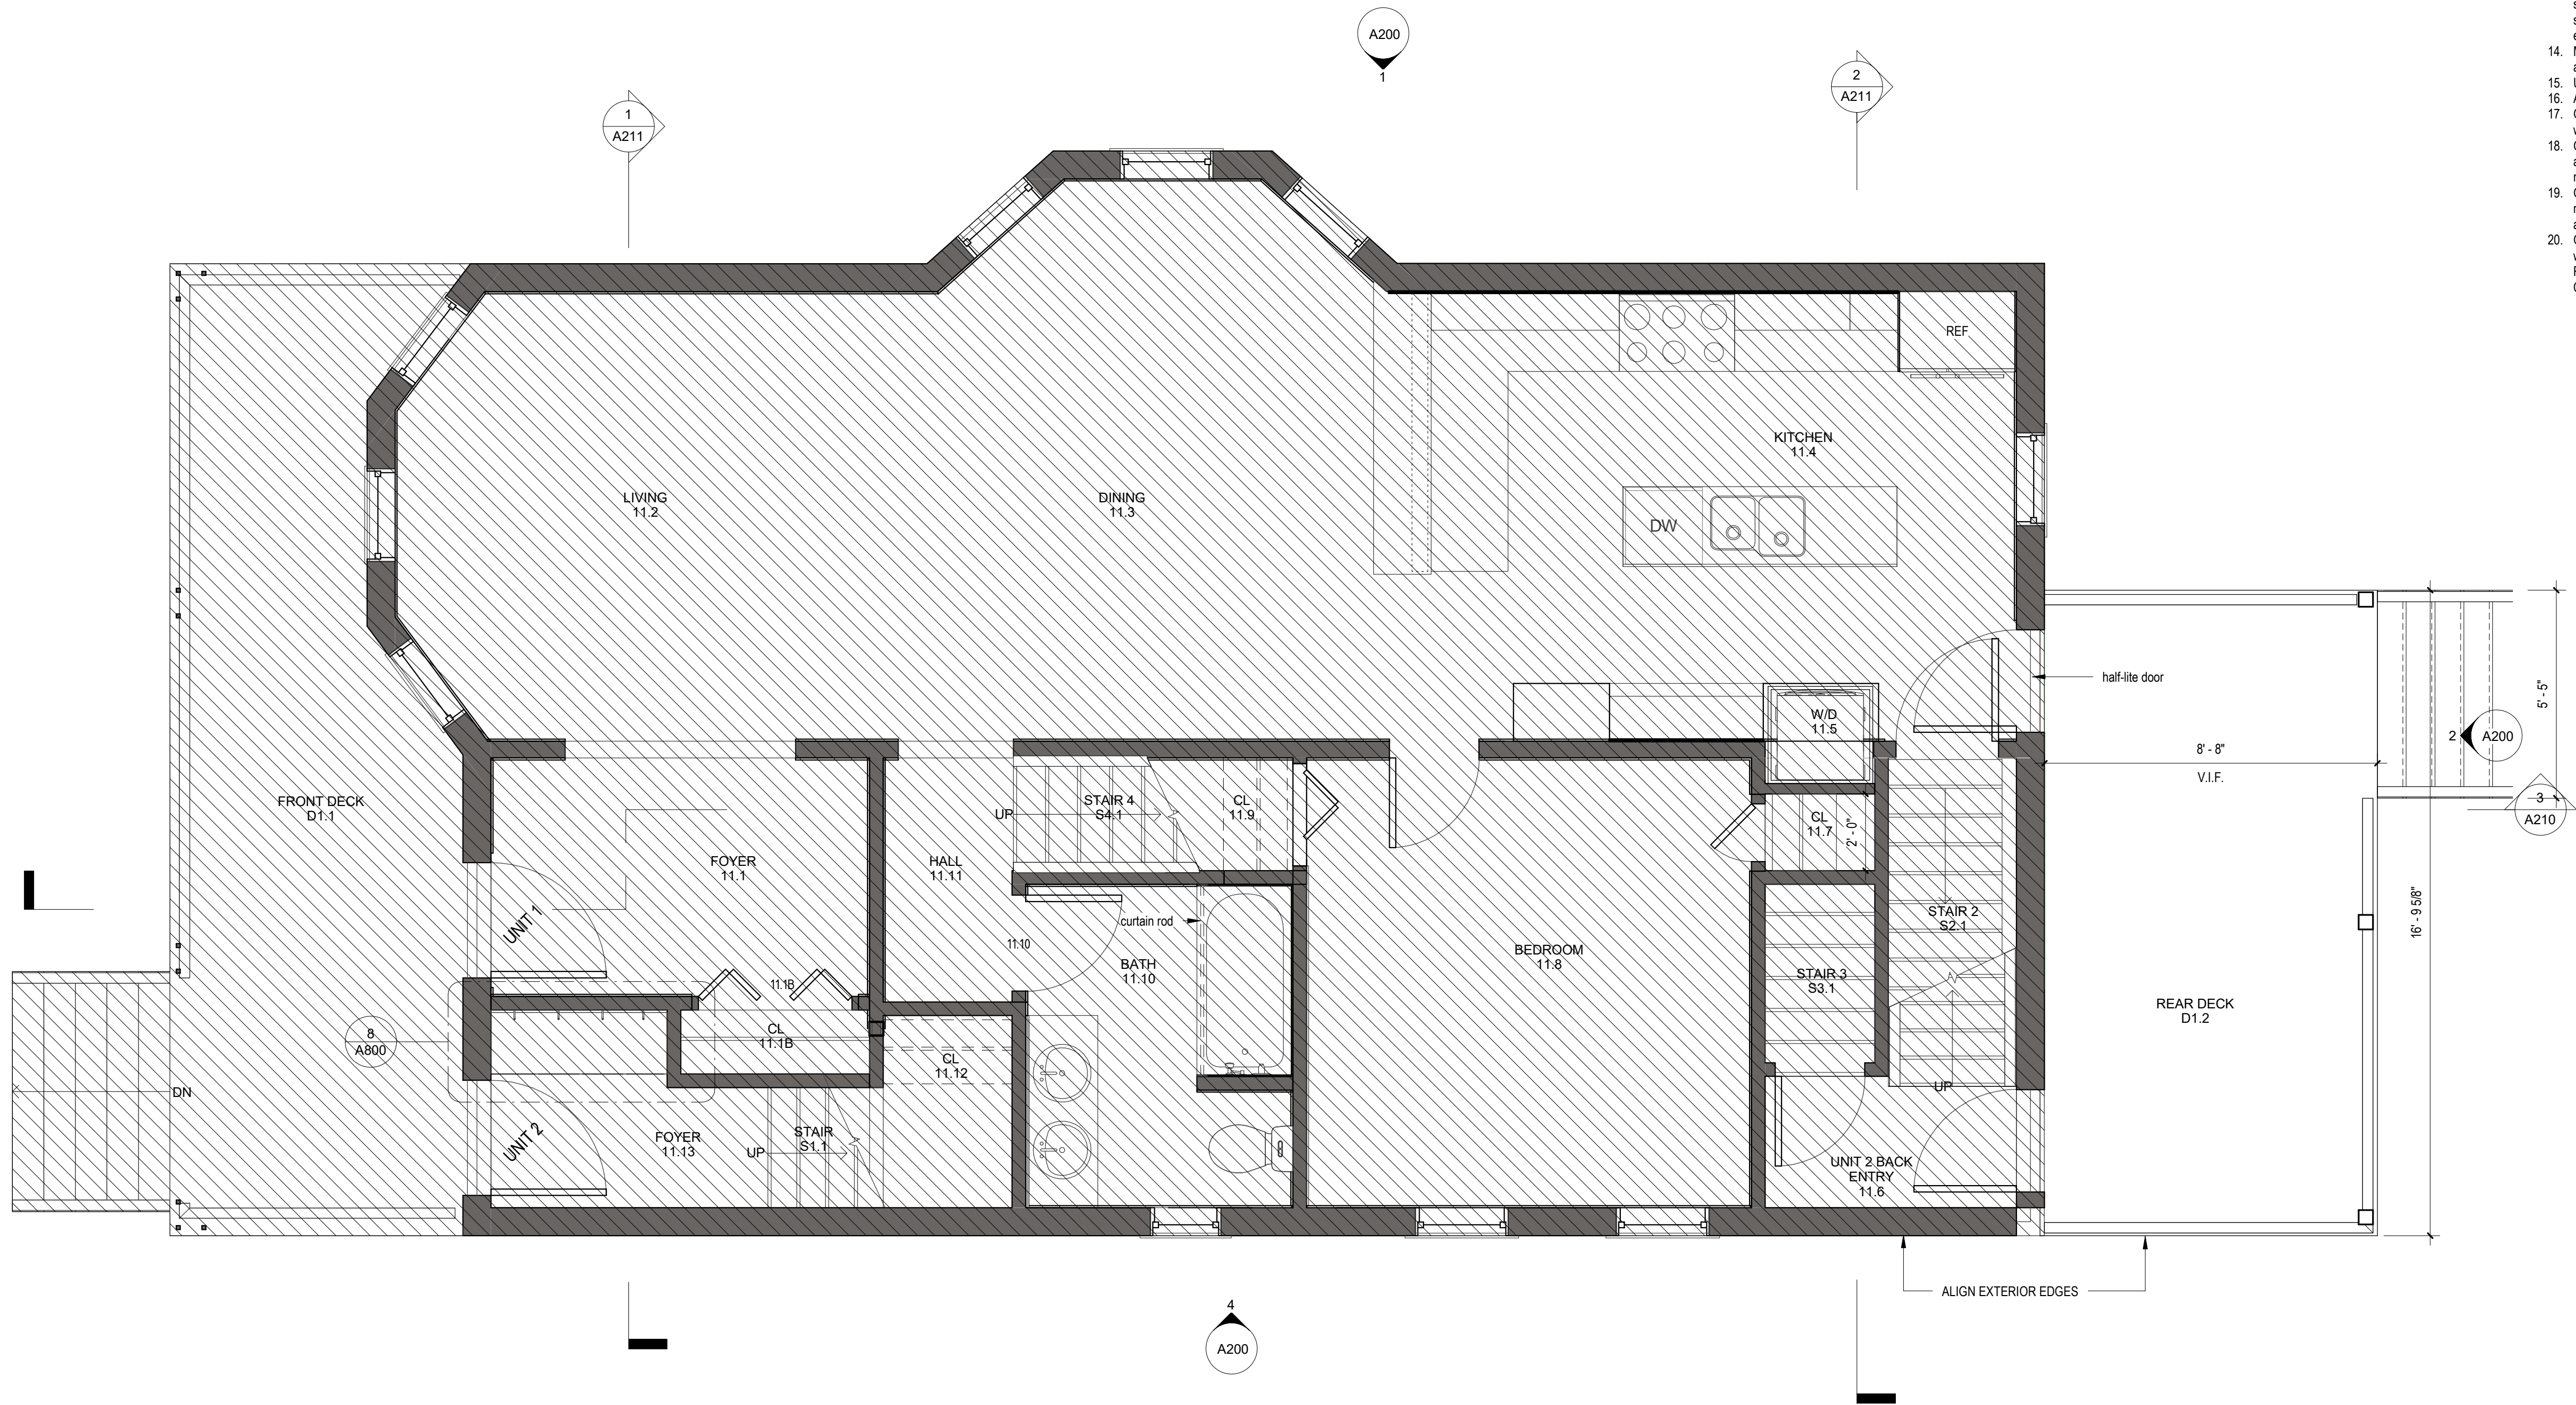 A200
1
1
A211
2
A211
14.
15.
16.
17.
18.
19.
20.
REF
KITCHEN
11.4
LIVING
11.2
DINING
11.3
DW
half-lite door
W/D
11.5
5' - 5"
2
A200
8' - 8"
V.I.F.
3
A210
FRONT DECK
D1.1
FOYER
11.1
HALL
11.11
UP
STAIR 4
S4.1
CL
11.9
CL
11.7
2' - 0"
STAIR 2
S2.1
16' - 9 5/8"
UNIT 1
curtain rod
11.10
BATH
11.10
BEDROOM
11.8
STAIR 3
S3.1
11.1B
REAR DECK
D1.2
8
A800
CL
11.1B
CL
11.12
DN
UP
UNIT 2
FOYER
11.13
UP
STAIR
S1.1
UNIT 2 BACK
ENTRY
11.6
ALIGN EXTERIOR EDGES
4
A200